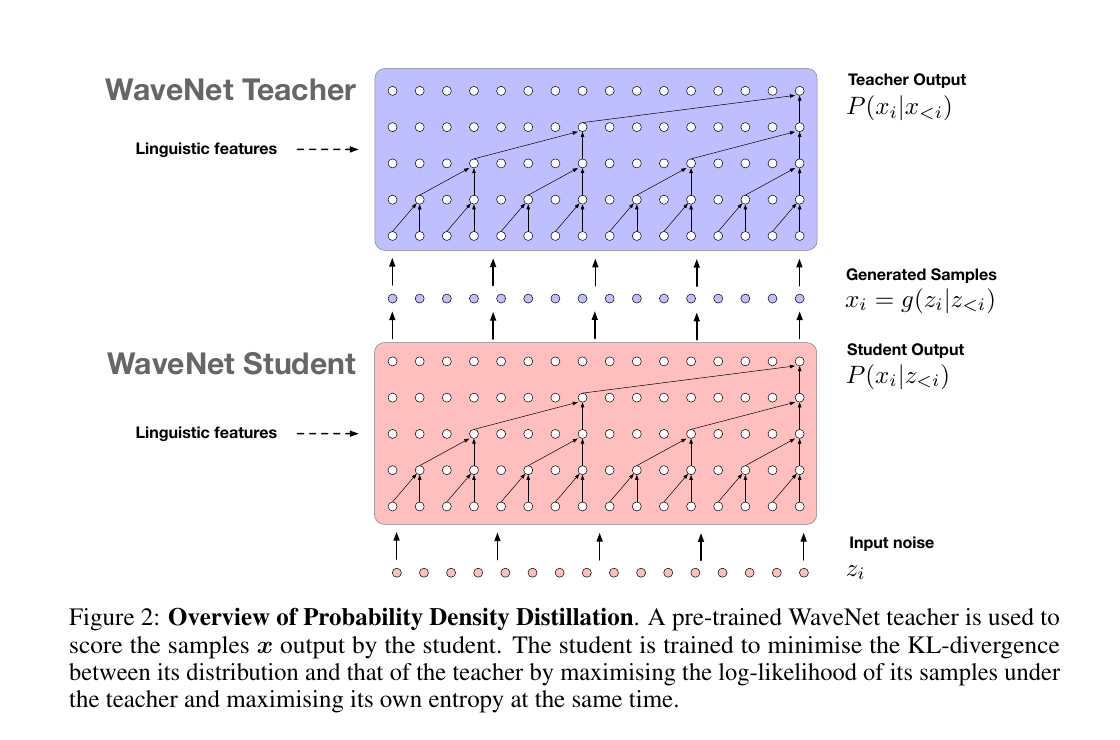 WaveNet Teacher
Linguistic features
Teacher Output
P(x_i|x_{<i})
Generated Samples
x_i = g(z_i|z_{<i})
WaveNet Student
Linguistic features
Student Output
P(x_i|z_{<i})
Input noise
z_i
Figure 2: Overview of Probability Density Distillation. A pre-trained WaveNet teacher is used to
score the samples x output by the student. The student is trained to minimise the KL-divergence
between its distribution and that of the teacher by maximising the log-likelihood of its samples under
the teacher and maximising its own entropy at the same time.